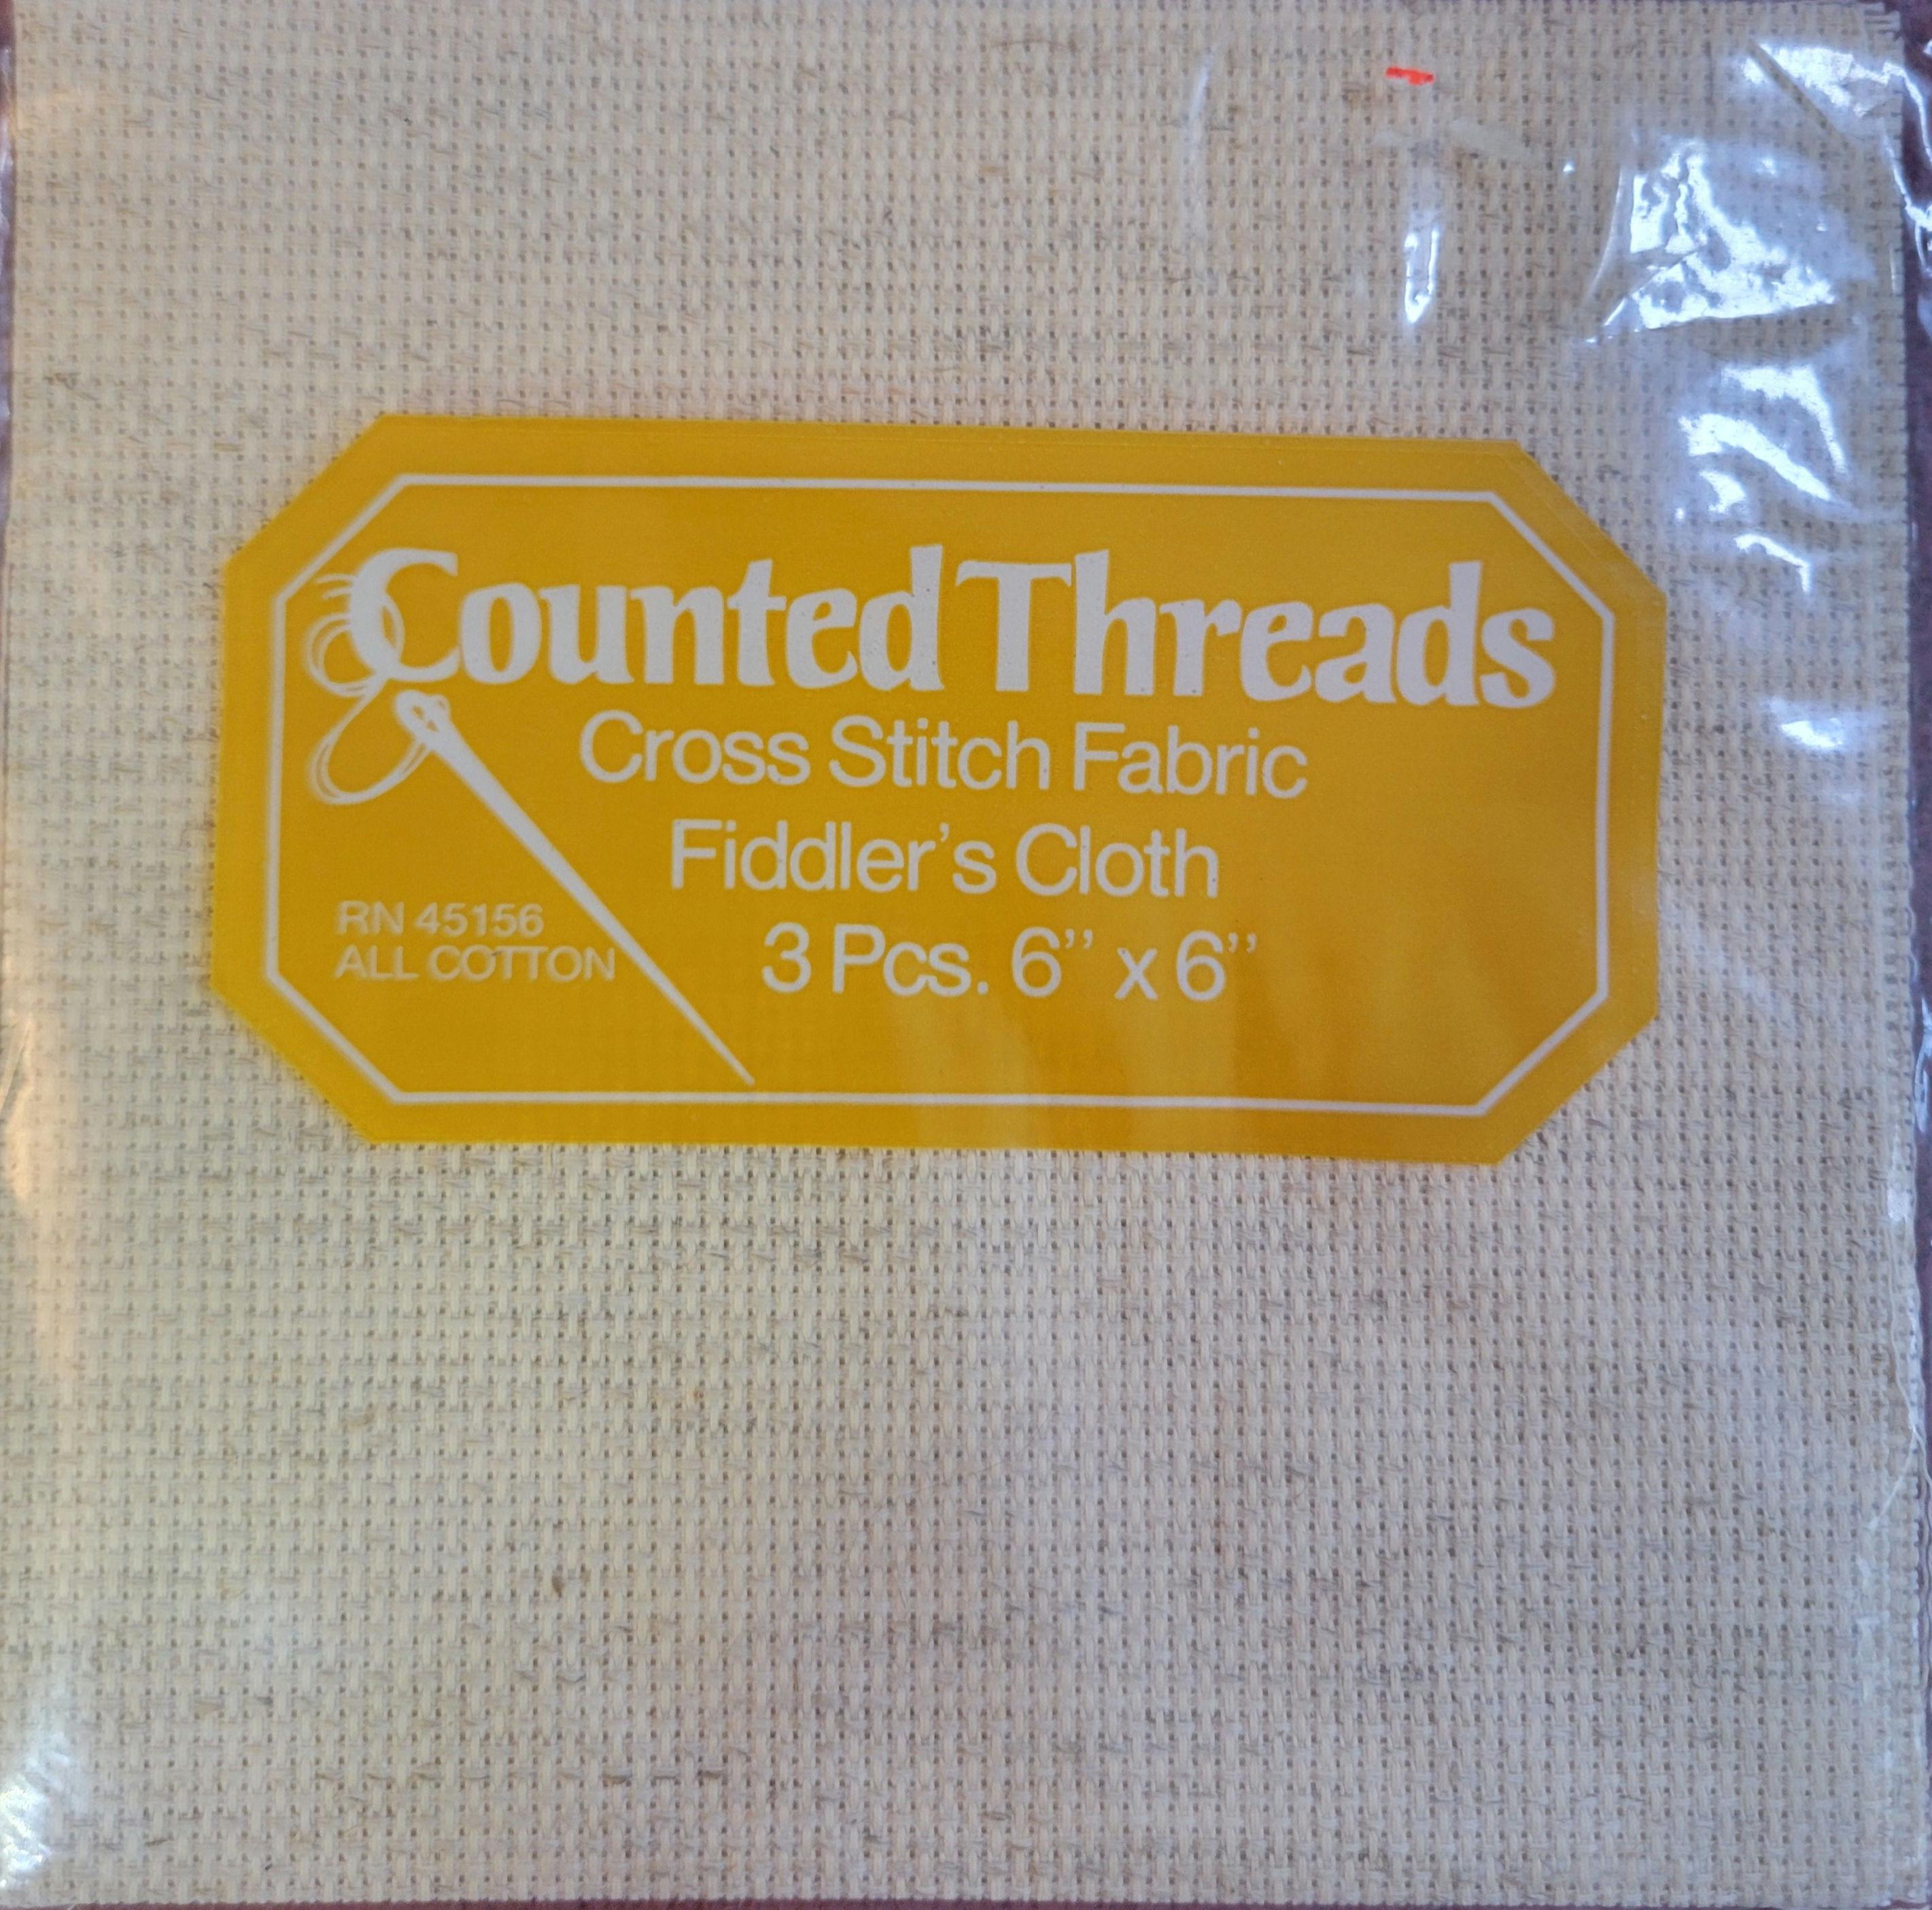 Counted Threads
Cross Stitch Fabric
Fiddler’s Cloth
3 Pcs. 6’’ x 6’’
RN 45156
ALL COTTON